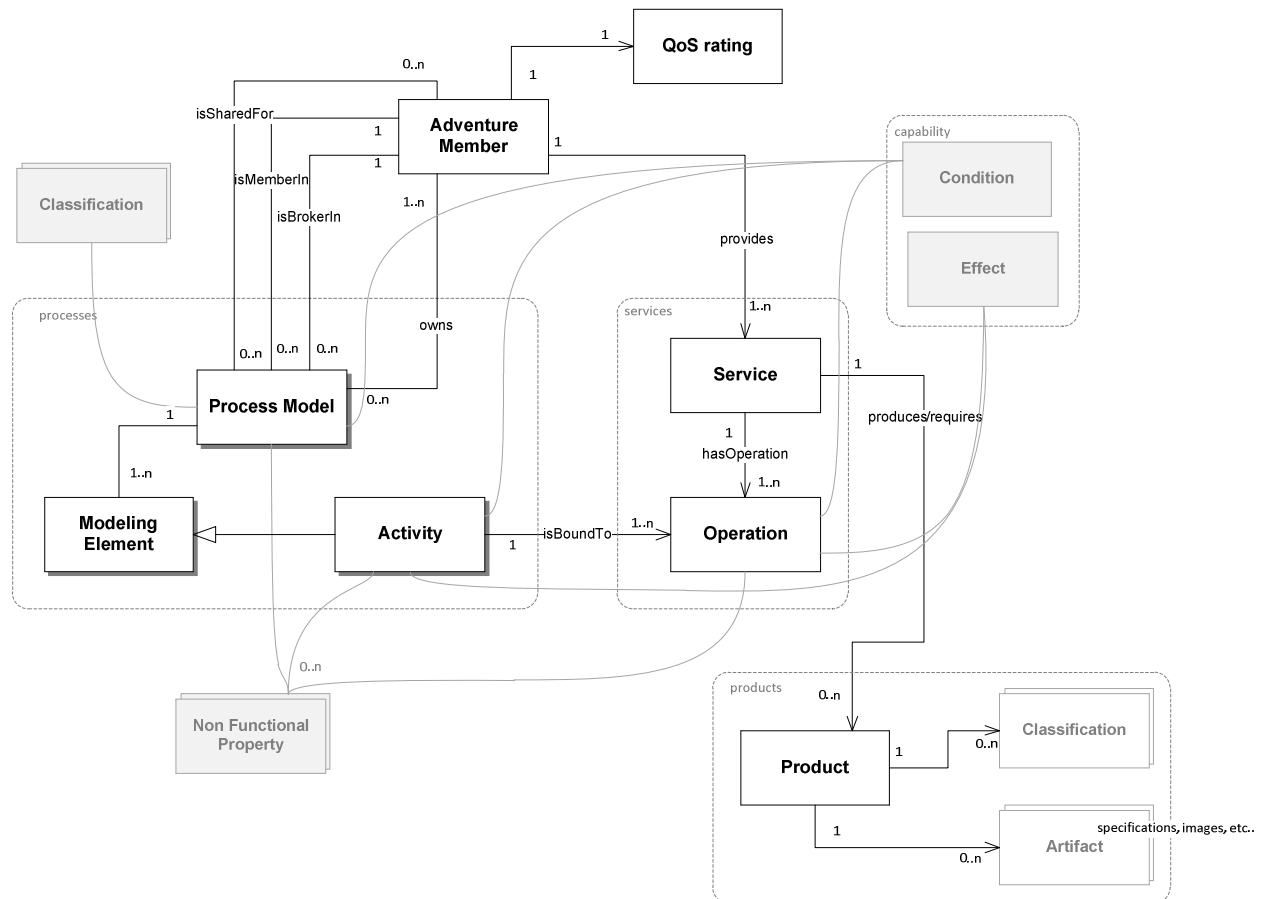 QoS rating
1
1
0..n
isSharedFor
1
Adventure
Member
1
1
capability
Condition
isMemberIn
Classification
1..n
isBrokerIn
provides
Effect
processes
owns
services
1..n
0..n
0..n
0..n
Process Model
0..n
Service
1
1
produces/requires
1
hasOperation
1..n
1..n
Modeling
Element
Activity
1
isBoundTo
1..n
Operation
0..n
products
0..n
Non Functional
Property
Product
1
0..n
Classification
1
0..n
specifications, images, etc..
Artifact